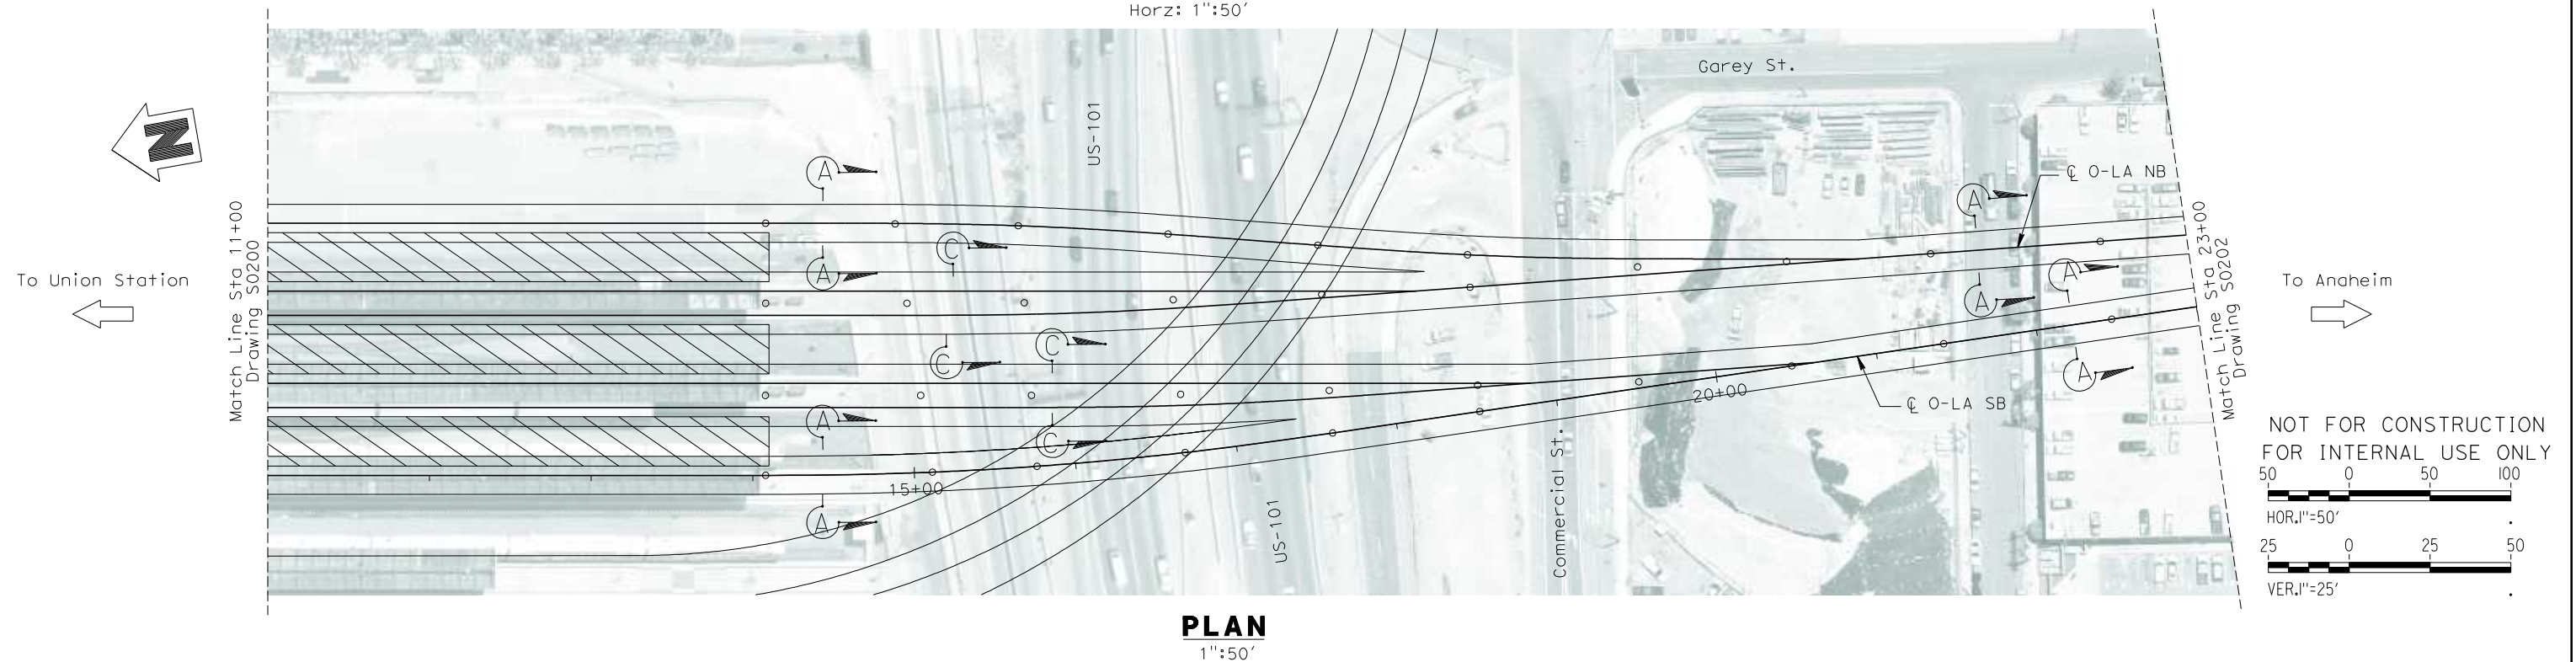 Horz: 1":50'
Garey St.
US-101
N
A
A
C
℄ O-LA NB
A
A
A
To Union Station
Match Line Sta 11+00
Drawing S0200
Match Line Sta 23+00
Drawing S0202
To Anaheim
C
C
A
C
A
A
15+00
20+00
℄ O-LA SB
US-101
Commercial St.
NOT FOR CONSTRUCTION
FOR INTERNAL USE ONLY
50 0 50 100
HOR.1"=50'
25 0 25 50
VER.1"=25'
PLAN
1":50'